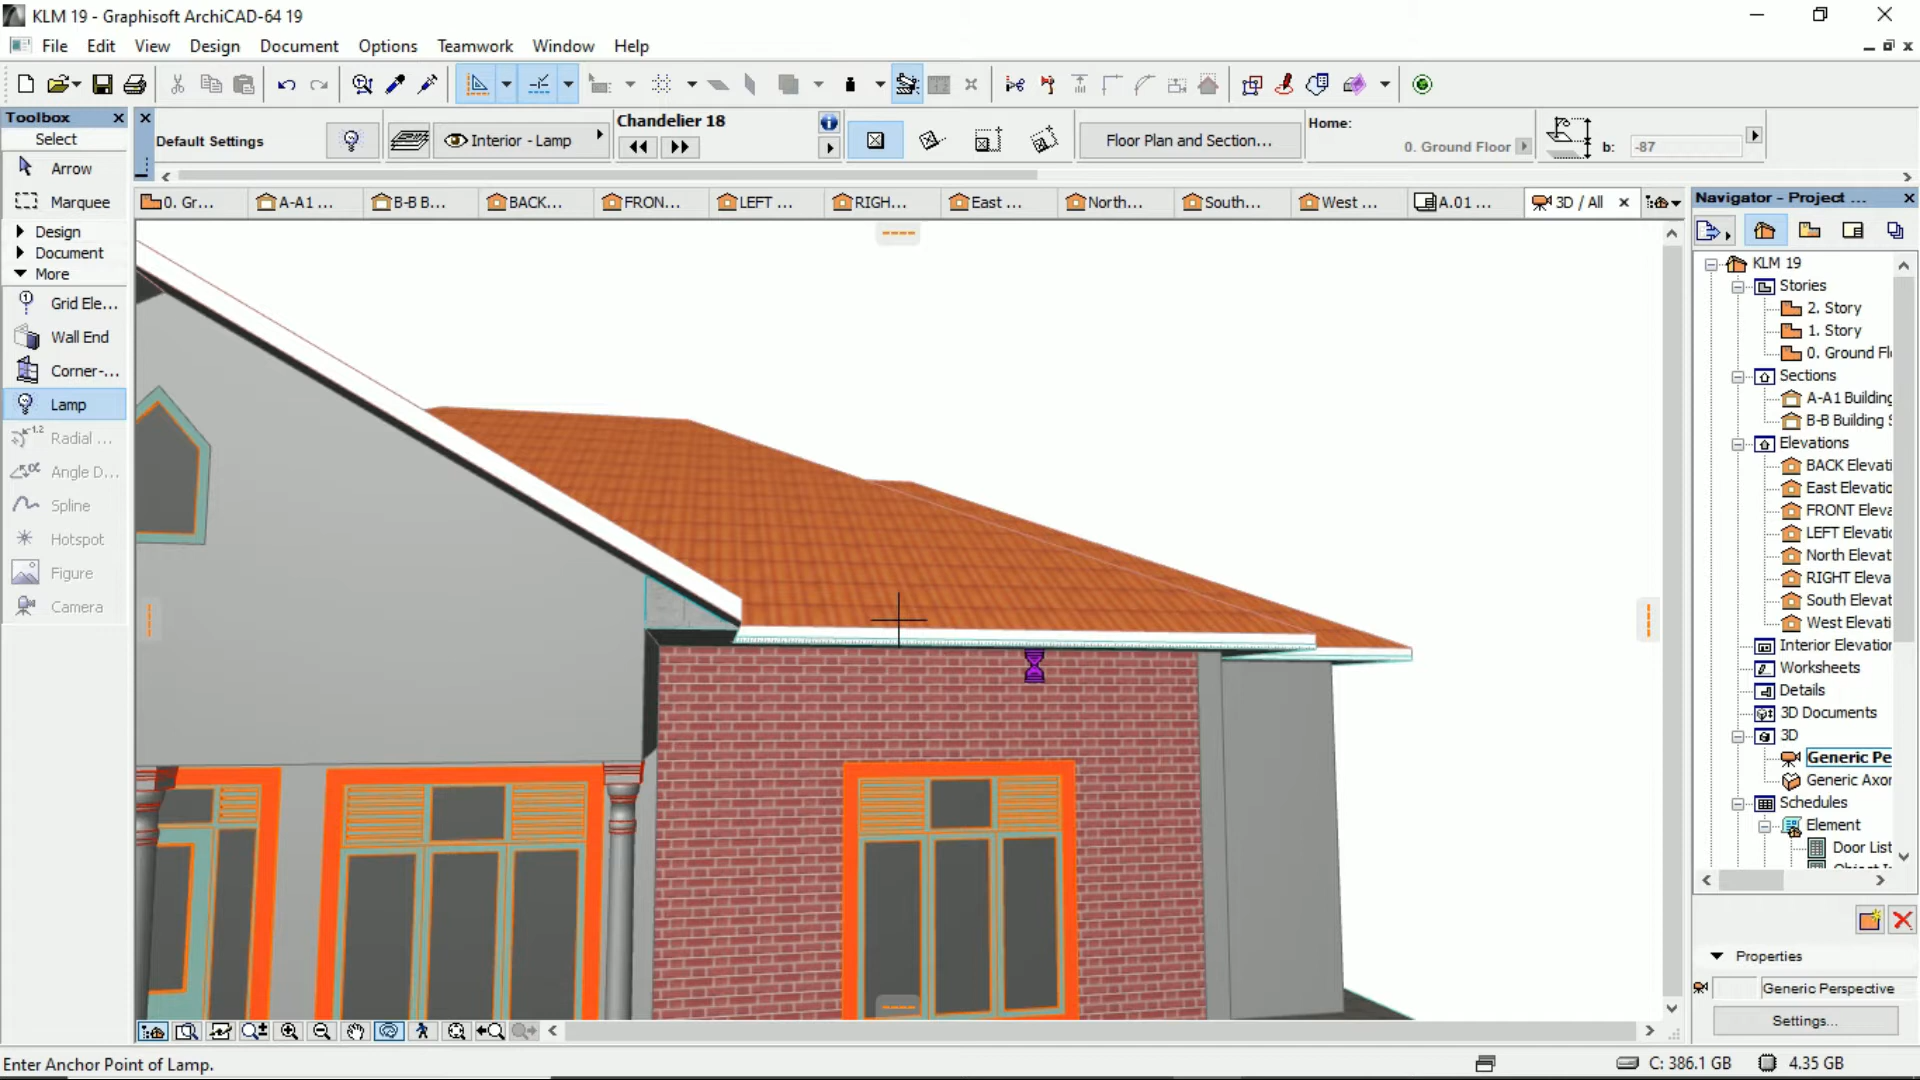 KLM 19 - Graphisoft ArchiCAD-64 19
File Edit View Design Document Options Teamwork Window Help
Toolbox
Select
Arrow
Marquee
Design
Document
More
Grid Ele...
Wall End
Corner-...
Lamp
1.2
Radial ...
Angle D...
Spline
Hotspot
Figure
Camera
Default Settings
Interior - Lamp
Chandelier 18
Floor Plan and Section...
Home:
0. Ground Floor
b:
-87
0. Gr...
A-A1 ...
B-B B...
BACK...
FRON...
LEFT ...
RIGH...
East ...
North...
South...
West ...
A.01 ...
3D / All
Navigator - Project ...
KLM 19
Stories
2. Story
1. Story
0. Ground Fl
Sections
A-A1 Building
B-B Building S
Elevations
BACK Elevati
East Elevatic
FRONT Eleva
LEFT Elevatic
North Elevat
RIGHT Eleva
South Elevat
West Elevati
Interior Elevation
Worksheets
Details
3D Documents
3D
Generic Pe
Generic Axor
Schedules
Element
Door List
Properties
Generic Perspective
Settings...
Enter Anchor Point of Lamp.
C: 386.1 GB
4.35 GB